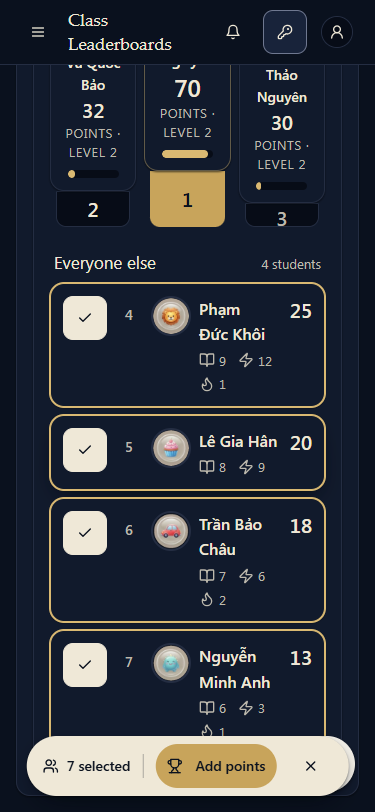 Class
Leaderboards
Bảo
32
POINTS ·
LEVEL 2
2
70
POINTS ·
LEVEL 2
1
Thảo
Nguyên
30
POINTS ·
LEVEL 2
3
Everyone else
4 students
4
Phạm
Đức Khôi
25
9
12
1
5
Lê Gia Hân
20
8
9
6
Trần Bảo
Châu
18
7
6
2
7
Nguyễn
Minh Anh
13
6
3
1
7 selected
Add points